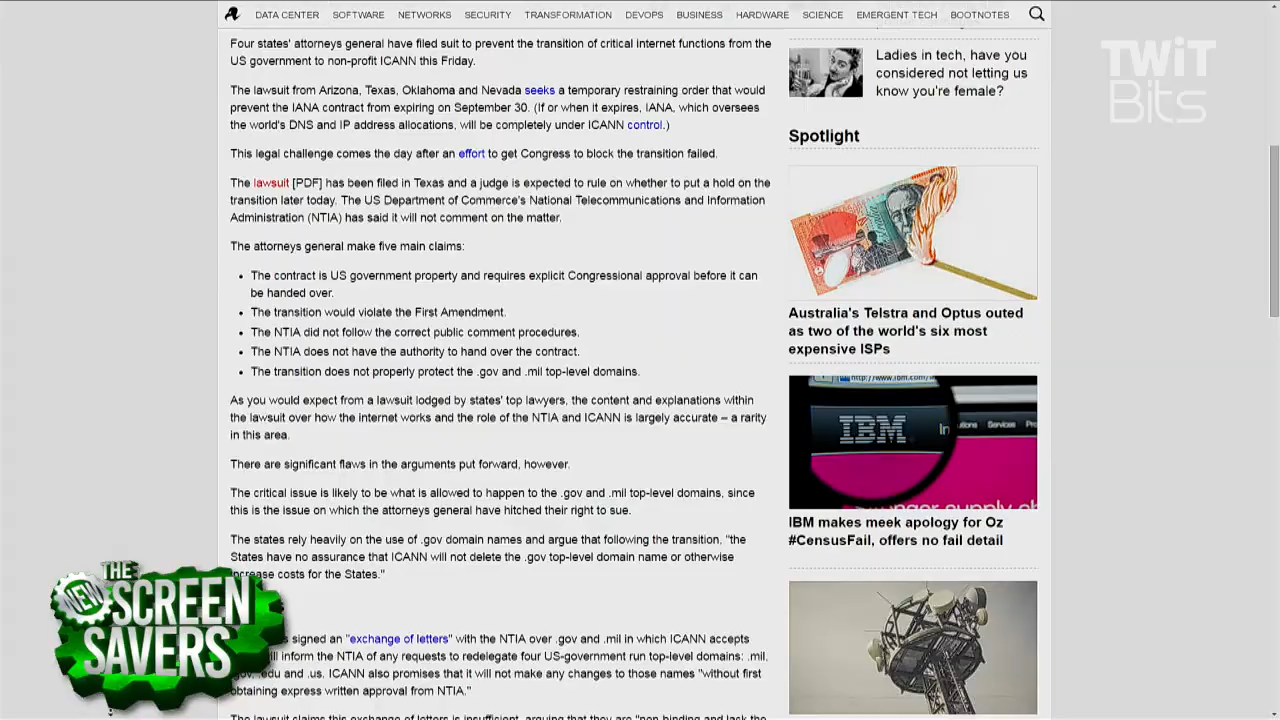 DATA CENTER SOFTWARE NETWORKS SECURITY TRANSFORMATION DEVOPS BUSINESS HARDWARE SCIENCE EMERGENT TECH BOOTNOTES
Four states' attorneys general have filed suit to prevent the transition of critical internet functions from the
US government to non-profit ICANN this Friday.
The lawsuit from Arizona, Texas, Oklahoma and Nevada seeks a temporary restraining order that would
prevent the IANA contract from expiring on September 30. (If or when it expires, IANA, which oversees
the world's DNS and IP address allocations, will be completely under ICANN control.)
This legal challenge comes the day after an effort to get Congress to block the transition failed.
The lawsuit [PDF] has been filed in Texas and a judge is expected to rule on whether to put a hold on the
transition later today. The US Department of Commerce's National Telecommunications and Information
Administration (NTIA) has said it will not comment on the matter.
The attorneys general make five main claims:
• The contract is US government property and requires explicit Congressional approval before it can
be handed over.
• The transition would violate the First Amendment.
• The NTIA did not follow the correct public comment procedures.
• The NTIA does not have the authority to hand over the contract.
• The transition does not properly protect the .gov and .mil top-level domains.
As you would expect from a lawsuit lodged by states' top lawyers, the content and explanations within
the lawsuit over how the internet works and the role of the NTIA and ICANN is largely accurate – a rarity
in this area.
There are significant flaws in the arguments put forward, however.
The critical issue is likely to be what is allowed to happen to the .gov and .mil top-level domains, since
this is the issue on which the attorneys general have hitched their right to sue.
The states rely heavily on the use of .gov domain names and argue that following the transition, "the
States have no assurance that ICANN will not delete the .gov top-level domain name or otherwise
increase costs for the States."
signed an "exchange of letters" with the NTIA over .gov and .mil in which ICANN accepts
inform the NTIA of any requests to redelegate four US-government run top-level domains: .mil,
.edu and .us. ICANN also promises that it will not make any changes to those names "without first
obtaining express written approval from NTIA."
The lawsuit claims this exchange of letters is insufficient, arguing that they are "non-binding and lack the
Ladies in tech, have you
considered not letting us
know you're female?
Spotlight
Australia's Telstra and Optus outed
as two of the world's six most
expensive ISPs
http://www.ibm.com/
IBM
Services
IBM makes meek apology for Oz
#CensusFail, offers no fail detail
TWiT
Bits
THE
NEW
SCREEN
SAVERS